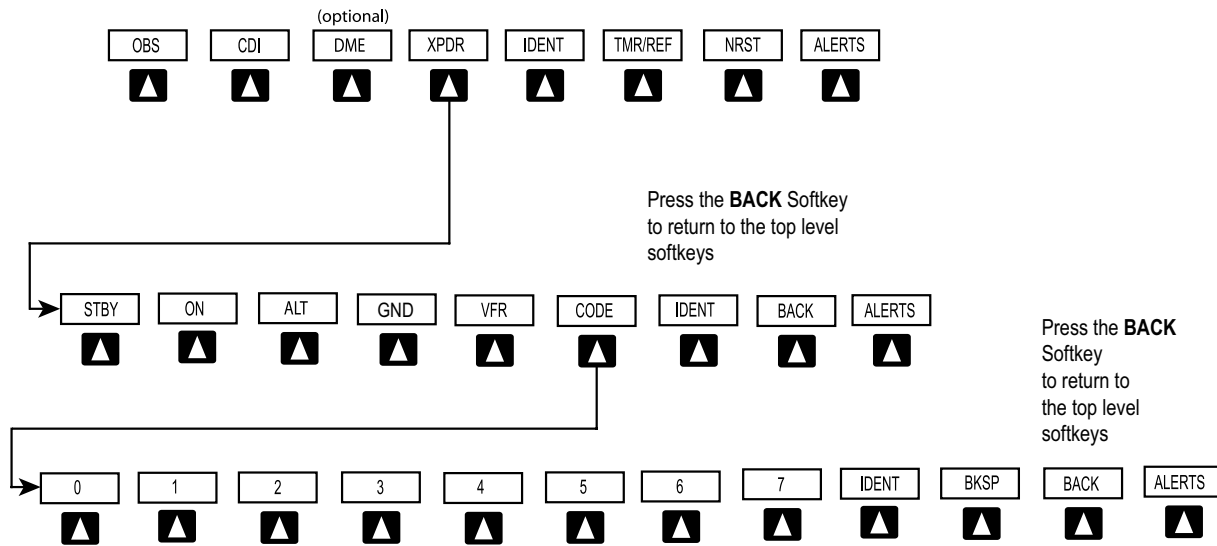 (optional)
OBS CDI DME XPDR IDENT TMR/REF NRST ALERTS
Press the BACK Softkey
to return to the top level
softkeys
STBY ON ALT GND VFR CODE IDENT BACK ALERTS
Press the BACK
Softkey
to return to
the top level
softkeys
0 1 2 3 4 5 6 7 IDENT BKSP BACK ALERTS